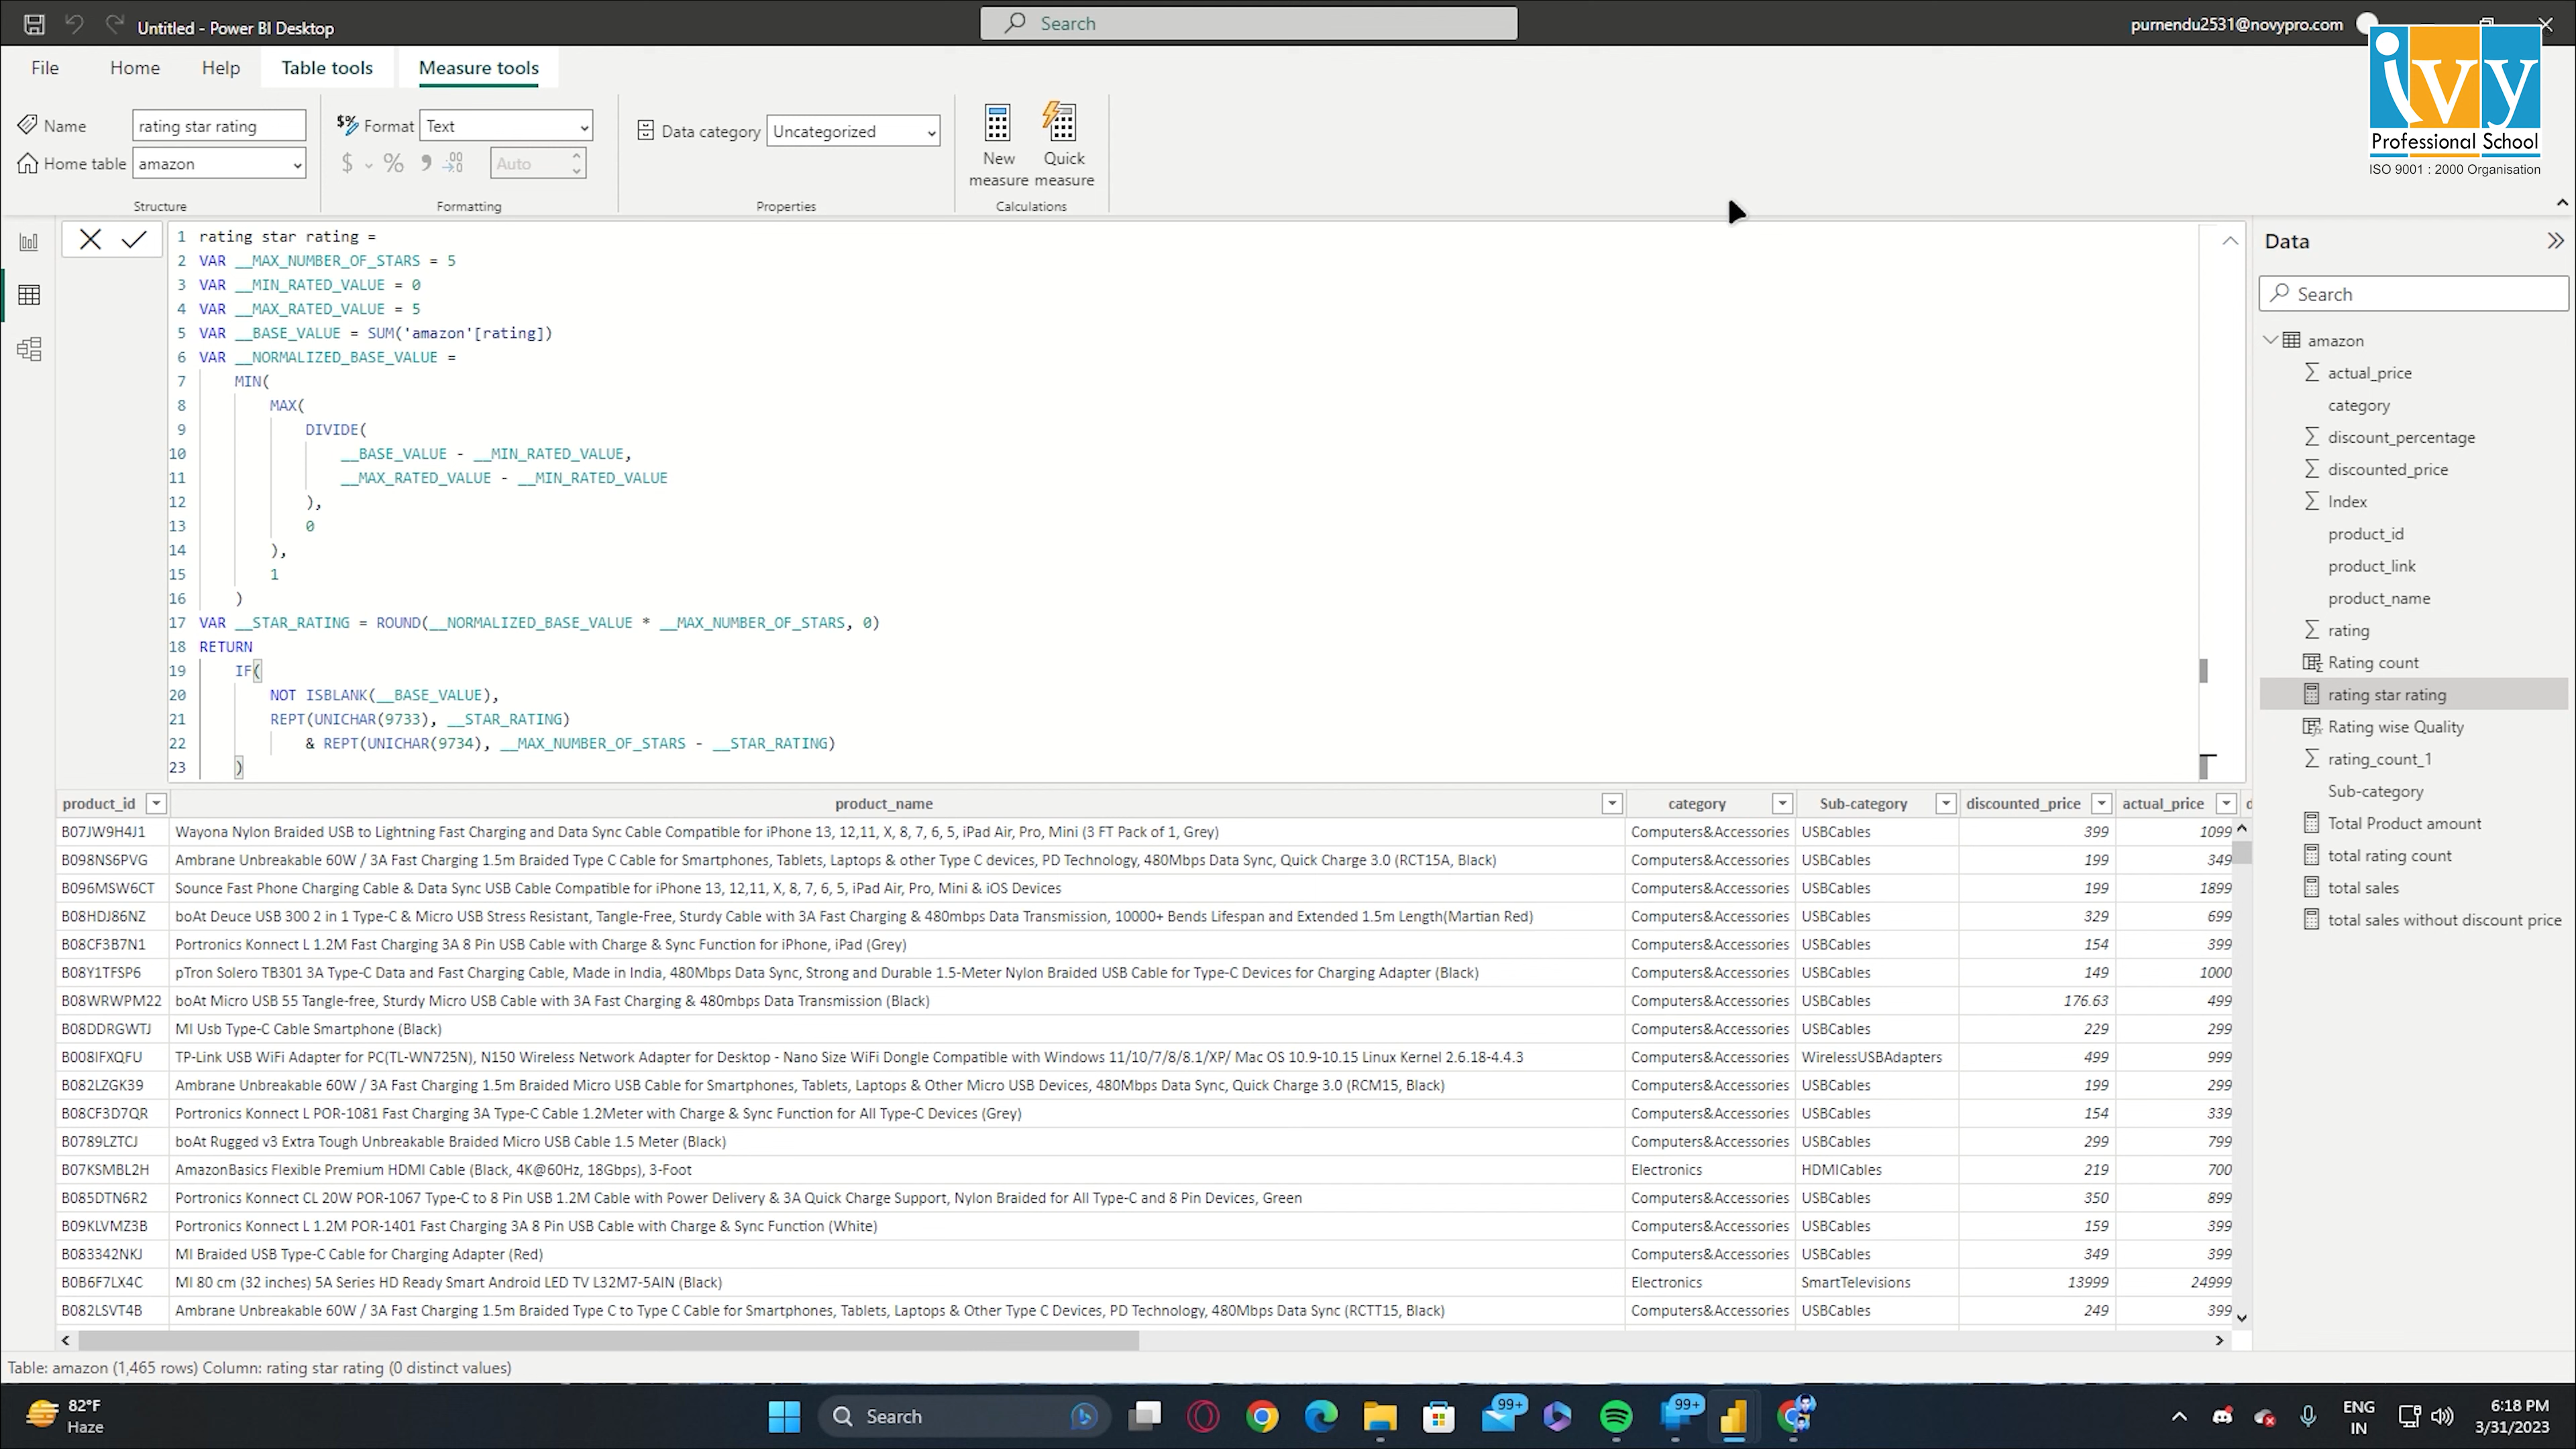 Untitled - Power BI Desktop
Search
purnendu2531@novypro.com
ivy
Professional School
ISO 9001 : 2000 Organisation
File Home Help Table tools Measure tools
Name rating star rating
Home table amazon
Structure
$% Format Text
$ % 9 .00 Auto
Formatting
Data category Uncategorized
Properties
New measure
Quick measure
Calculations
1 rating star rating =
2 VAR __MAX_NUMBER_OF_STARS = 5
3 VAR __MIN_RATED_VALUE = 0
4 VAR __MAX_RATED_VALUE = 5
5 VAR __BASE_VALUE = SUM('amazon'[rating])
6 VAR __NORMALIZED_BASE_VALUE =
7 MIN(
8 MAX(
9 DIVIDE(
10 __BASE_VALUE - __MIN_RATED_VALUE,
11 __MAX_RATED_VALUE - __MIN_RATED_VALUE
12 ),
13 0
14 ),
15 1
16 )
17 VAR __STAR_RATING = ROUND(__NORMALIZED_BASE_VALUE * __MAX_NUMBER_OF_STARS, 0)
18 RETURN
19 IF(
20 NOT ISBLANK(__BASE_VALUE),
21 REPT(UNICHAR(9733), __STAR_RATING)
22 & REPT(UNICHAR(9734), __MAX_NUMBER_OF_STARS - __STAR_RATING)
23 )
product_id product_name category Sub-category discounted_price actual_price d
B07JW9H4J1 Wayona Nylon Braided USB to Lightning Fast Charging and Data Sync Cable Compatible for iPhone 13, 12,11, X, 8, 7, 6, 5, iPad Air, Pro, Mini (3 FT Pack of 1, Grey) Computers&Accessories USBCables 399 1099
B098NS6PVG Ambrane Unbreakable 60W / 3A Fast Charging 1.5m Braided Type C Cable for Smartphones, Tablets, Laptops & other Type C devices, PD Technology, 480Mbps Data Sync, Quick Charge 3.0 (RCT15A, Black) Computers&Accessories USBCables 199 349
B096MSW6CT Sounce Fast Phone Charging Cable & Data Sync USB Cable Compatible for iPhone 13, 12,11, X, 8, 7, 6, 5, iPad Air, Pro, Mini & iOS Devices Computers&Accessories USBCables 199 1899
B08HDJ86NZ boAt Deuce USB 300 2 in 1 Type-C & Micro USB Stress Resistant, Tangle-Free, Sturdy Cable with 3A Fast Charging & 480mbps Data Transmission, 10000+ Bends Lifespan and Extended 1.5m Length(Martian Red) Computers&Accessories USBCables 329 699
B08CF3B7N1 Portronics Konnect L 1.2M Fast Charging 3A 8 Pin USB Cable with Charge & Sync Function for iPhone, iPad (Grey) Computers&Accessories USBCables 154 399
B08Y1TFSP6 pTron Solero TB301 3A Type-C Data and Fast Charging Cable, Made in India, 480Mbps Data Sync, Strong and Durable 1.5-Meter Nylon Braided USB Cable for Type-C Devices for Charging Adapter (Black) Computers&Accessories USBCables 149 1000
B08WRWPM22 boAt Micro USB 55 Tangle-free, Sturdy Micro USB Cable with 3A Fast Charging & 480mbps Data Transmission (Black) Computers&Accessories USBCables 176.63 499
B08DDRGWTJ MI Usb Type-C Cable Smartphone (Black) Computers&Accessories USBCables 229 299
B008IFXQFU TP-Link USB WiFi Adapter for PC(TL-WN725N), N150 Wireless Network Adapter for Desktop - Nano Size WiFi Dongle Compatible with Windows 11/10/7/8/8.1/XP/ Mac OS 10.9-10.15 Linux Kernel 2.6.18-4.4.3 Computers&Accessories WirelessUSBAdapters 499 999
B082LZGK39 Ambrane Unbreakable 60W / 3A Fast Charging 1.5m Braided Micro USB Cable for Smartphones, Tablets, Laptops & Other Micro USB Devices, 480Mbps Data Sync, Quick Charge 3.0 (RCM15, Black) Computers&Accessories USBCables 199 299
B08CF3D7QR Portronics Konnect L POR-1081 Fast Charging 3A Type-C Cable 1.2Meter with Charge & Sync Function for All Type-C Devices (Grey) Computers&Accessories USBCables 154 339
B0789LZTCJ boAt Rugged v3 Extra Tough Unbreakable Braided Micro USB Cable 1.5 Meter (Black) Computers&Accessories USBCables 299 799
B07KSMBL2H AmazonBasics Flexible Premium HDMI Cable (Black, 4K@60Hz, 18Gbps), 3-Foot Electronics HDMICables 219 700
B085DTN6R2 Portronics Konnect CL 20W POR-1067 Type-C to 8 Pin USB 1.2M Cable with Power Delivery & 3A Quick Charge Support, Nylon Braided for All Type-C and 8 Pin Devices, Green Computers&Accessories USBCables 350 899
B09KLVMZ3B Portronics Konnect L 1.2M POR-1401 Fast Charging 3A 8 Pin USB Cable with Charge & Sync Function (White) Computers&Accessories USBCables 159 399
B083342NKJ MI Braided USB Type-C Cable for Charging Adapter (Red) Computers&Accessories USBCables 349 399
B0B6F7LX4C MI 80 cm (32 inches) 5A Series HD Ready Smart Android LED TV L32M7-5AIN (Black) Electronics SmartTelevisions 13999 24999
B082LSVT4B Ambrane Unbreakable 60W / 3A Fast Charging 1.5m Braided Type C to Type C Cable for Smartphones, Tablets, Laptops & Other Type C Devices, PD Technology, 480Mbps Data Sync (RCTT15, Black) Computers&Accessories USBCables 249 399
Data
Search
amazon
actual_price
category
discount_percentage
discounted_price
Index
product_id
product_link
product_name
rating
Rating count
rating star rating
Rating wise Quality
rating_count_1
Sub-category
Total Product amount
total rating count
total sales
total sales without discount price
Table: amazon (1,465 rows) Column: rating star rating (0 distinct values)
82°F
Haze
Search
99+
99+
ENG
IN
6:18 PM
3/31/2023